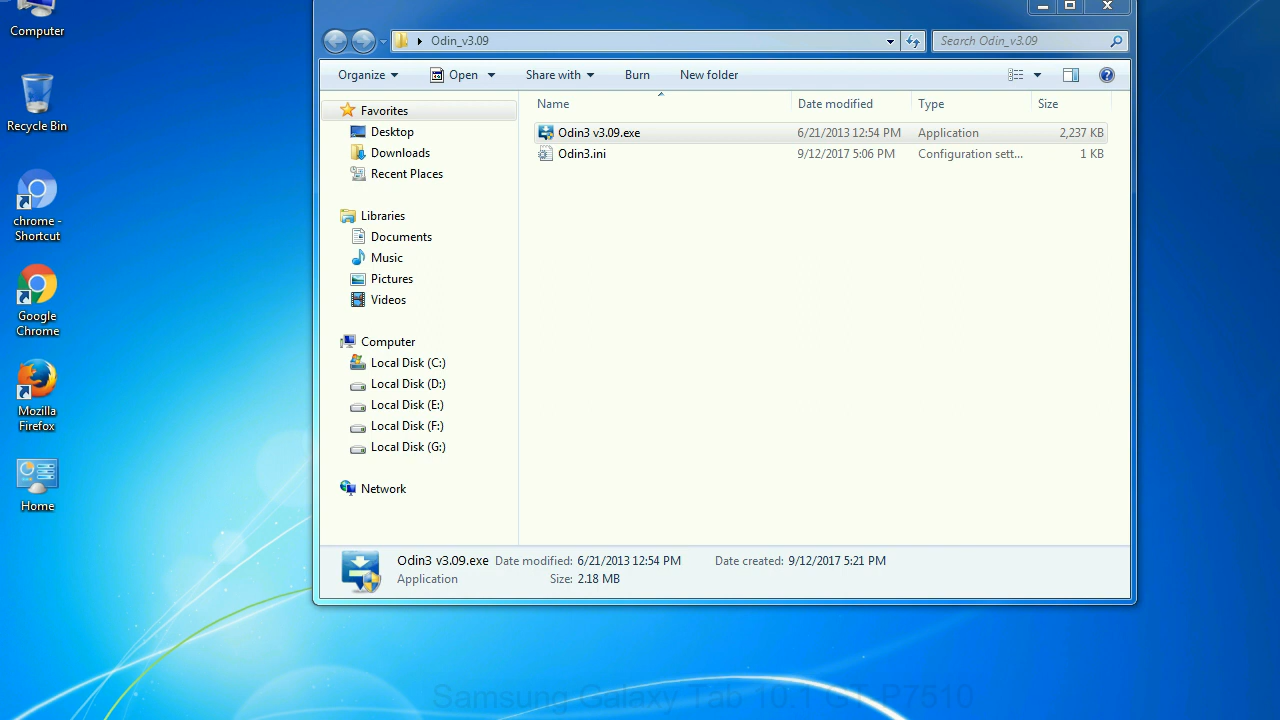 Computer
Recycle Bin
chrome -
Shortcut
Google
Chrome
Mozilla
Firefox
Home
Odin_v3.09
Search Odin_v3.09
Organize
Open
Share with
Burn
New folder
Favorites
Desktop
Downloads
Recent Places
Libraries
Documents
Music
Pictures
Videos
Computer
Local Disk (C:)
Local Disk (D:)
Local Disk (E:)
Local Disk (F:)
Local Disk (G:)
Network
Name Date modified Type Size
Odin3 v3.09.exe 6/21/2013 12:54 PM Application 2,237 KB
Odin3.ini 9/12/2017 5:06 PM Configuration sett... 1 KB
Odin3 v3.09.exe Date modified: 6/21/2013 12:54 PM Date created: 9/12/2017 5:21 PM
Application Size: 2.18 MB
Samsung Galaxy Tab 10.1 GT-P7510